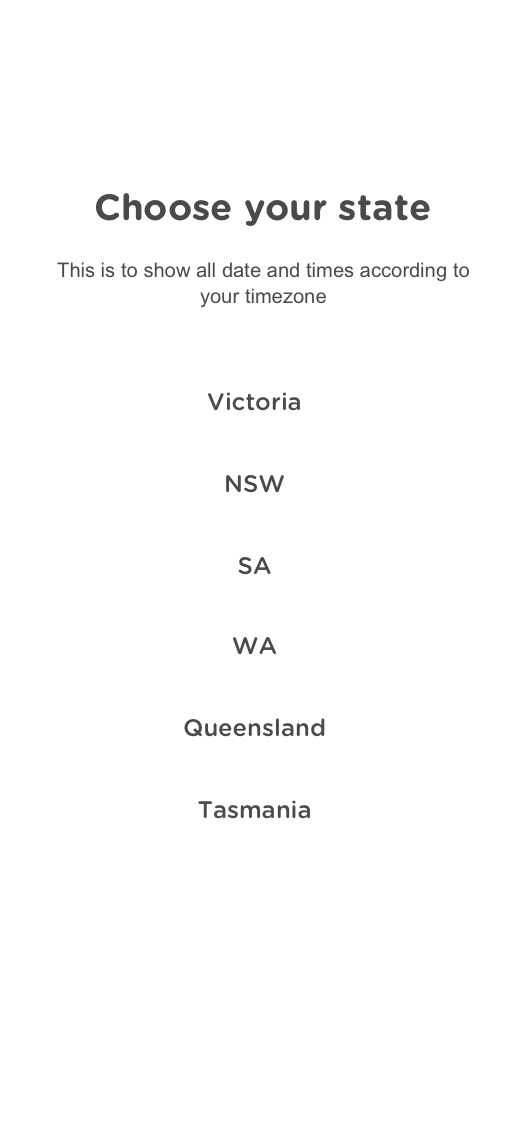 Choose your state
This is to show all date and times according to
your timezone
Victoria
NSW
SA
WA
Queensland
Tasmania